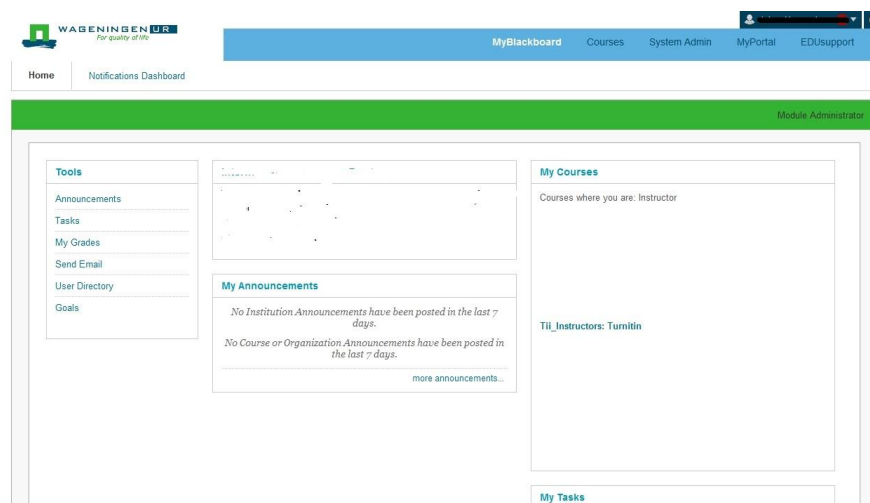 WAGENINGEN UR
For quality of life
MyBlackboard Courses System Admin MyPortal EDUsupport
Home Notifications Dashboard
Module Administrator
Tools
Announcements
Tasks
My Grades
Send Email
User Directory
Goals
My Announcements
No Institution Announcements have been posted in the last 7
days.
No Course or Organization Announcements have been posted in
the last 7 days.
more announcements...
My Courses
Courses where you are: Instructor
Tii_Instructors: Turnitin
My Tasks